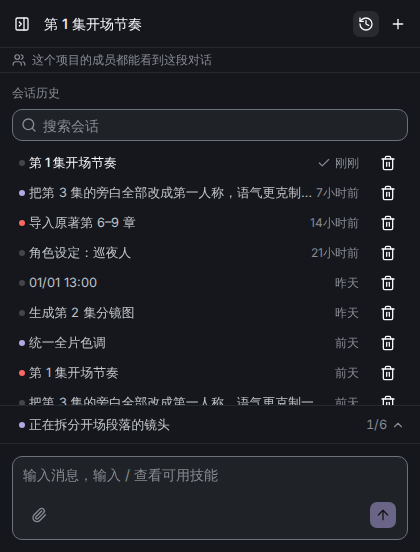 第 1 集开场节奏
这个项目的成员都能看到这段对话
会话历史
搜索会话
第 1 集开场节奏 刚刚
把第 3 集的旁白全部改成第一人称，语气更克制... 7小时前
导入原著第 6–9 章 14小时前
角色设定：巡夜人 21小时前
01/01 13:00 昨天
生成第 2 集分镜图 昨天
统一全片色调 前天
第 1 集开场节奏 前天
把第 3 集的旁白全部改成第一人称，语气更克制一 前天
正在拆分开场段落的镜头 1/6
输入消息，输入 / 查看可用技能